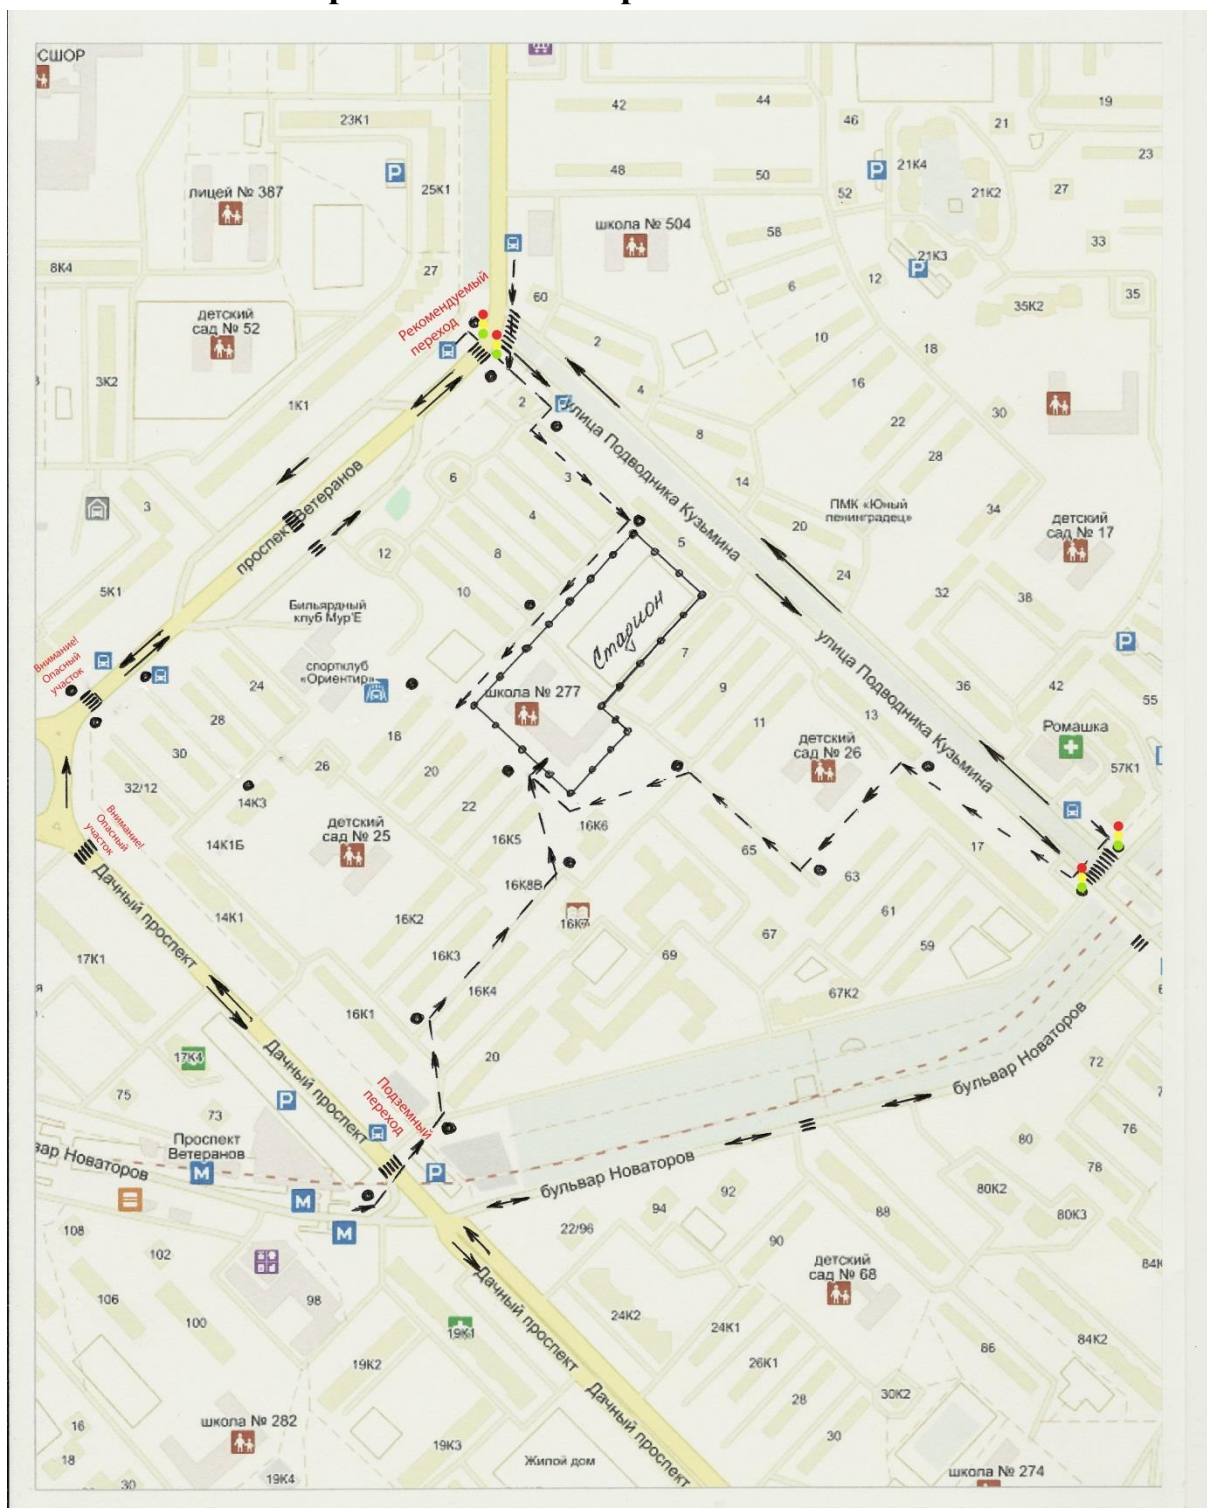 СШОР
42
44
46
19
21
23К1
23
48
50
52
21К4
21К2
27
25К1
лицей № 387
школа № 504
58
33
21К3
8К4
27
6
12
35К2
35
60
Рекомендуемый
переход
детский
сад № 52
2
10
18
3К2
4
16
1К1
2
22
30
8
улица Подводника Кузьмина
28
6
3
14
проспект Ветеранов
3
4
ПМК «Юный
ленинградец»
34
20
детский
сад № 17
12
8
5
24
5К1
10
32
38
Бильярдный
клуб Мур'Е
Стадион
улица Подводника Кузьмина
Внимание!
Опасный
участок
спортклуб
«Ориентир»
7
24
школа № 277
9
36
42
55
28
11
13
Ромашка
30
18
детский
сад № 26
57К1
26
20
32/12
14К3
22
Внимание!
Опасный
участок
детский
сад № 25
16К6
14К1Б
16К5
65
17
63
16К8В
Дачный проспект
14К1
16К2
16К7
61
67
59
17К1
16К3
69
я
16К4
67К2
16К1
Дачный проспект
20
бульвар Новаторов
17К4
72
75
Подземный
переход
73
76
80
Проспект
Ветеранов
вар Новаторов
78
бульвар Новаторов
92
80К2
94
88
80К3
108
22/96
102
90
84К
детский
сад № 68
106
98
Дачный проспект
24К2
100
24К1
19К1
84К2
86
19К2
26К1
Дачный проспект
28
30К2
школа № 282
16
30
19К3
18
Жилой дом
19К4
школа № 274
30